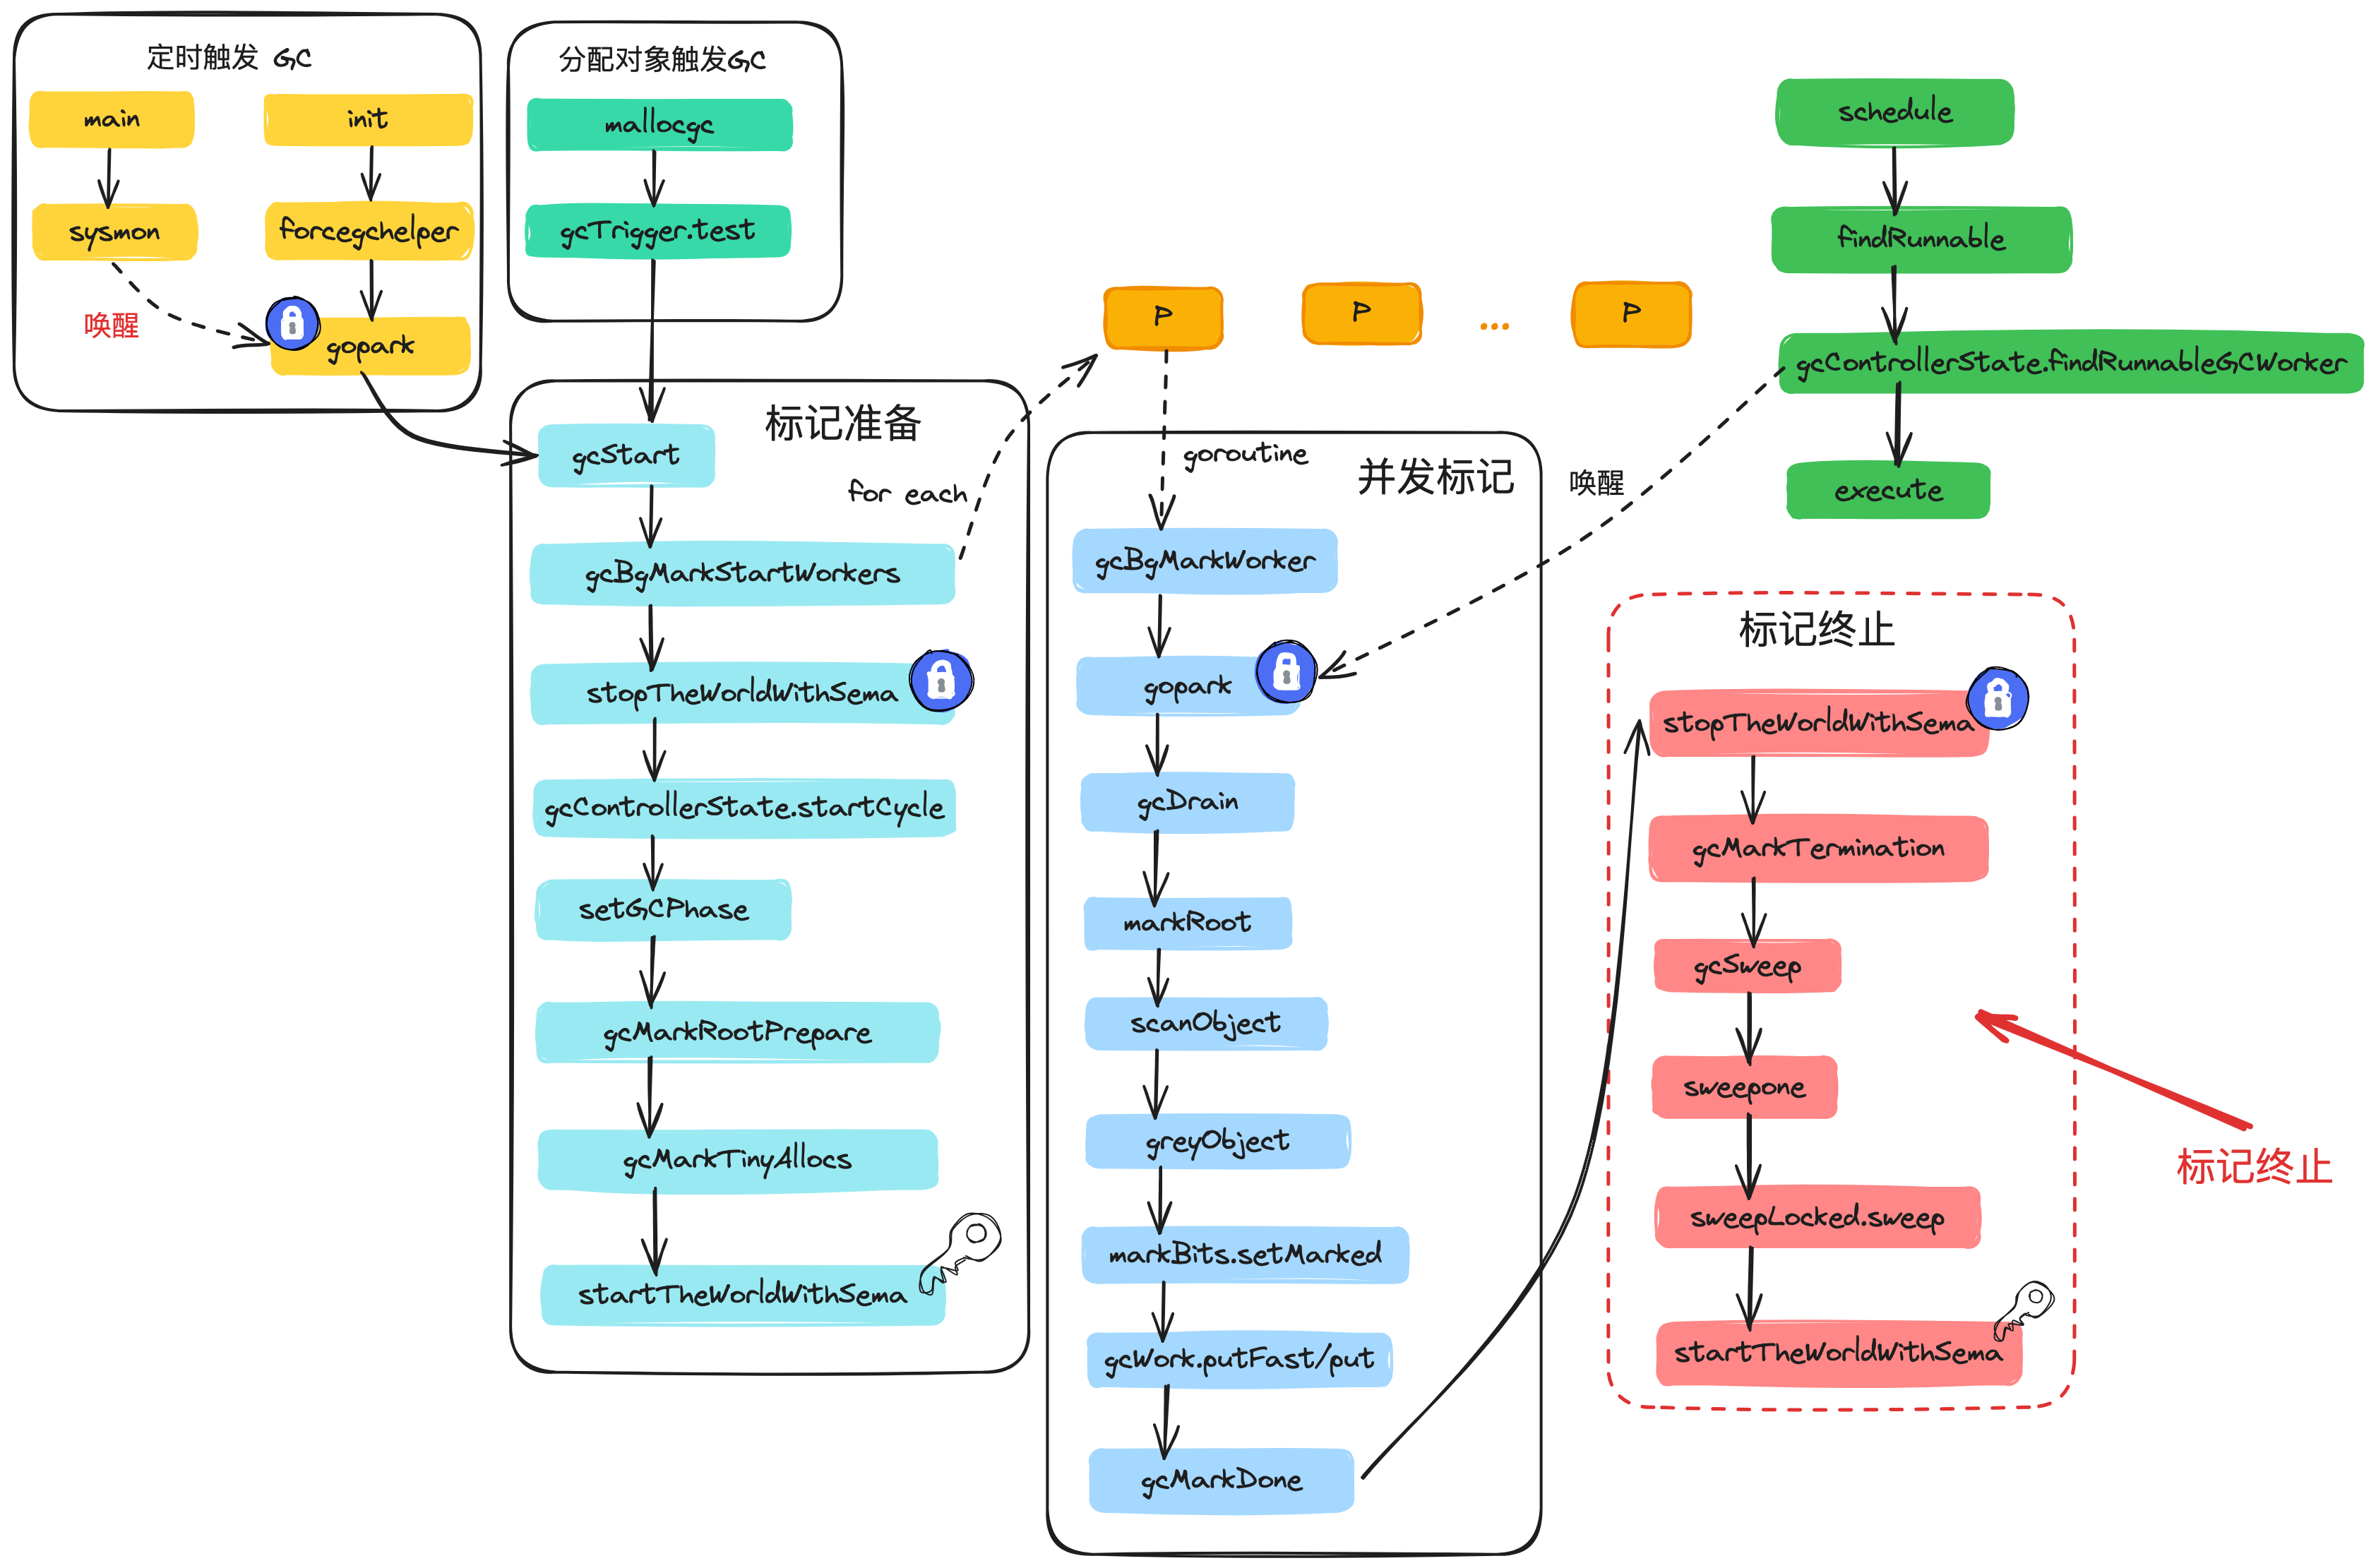 定时触发 GC
main
init
sysmon
forcegchelper
唤醒
gopark
分配对象触发GC
mallocgc
gcTrigger.test
标记准备
gcStart
for each
gcBgMarkStartWorkers
stopTheWorldWithSema
gcControllerState.startCycle
setGCPhase
gcMarkRootPrepare
gcMarkTinyAllocs
startTheWorldWithSema
P
P
...
P
goroutine
并发标记
gcBgMarkWorker
gopark
gcDrain
markRoot
scanObject
greyObject
markBits.setMarked
gcWork.putFast/put
gcMarkDone
schedule
findRunnable
gcControllerState.findRunnableGCWorker
唤醒
execute
标记终止
stopTheWorldWithSema
gcMarkTermination
gcSweep
sweepone
sweepLocked.sweep
startTheWorldWithSema
标记终止